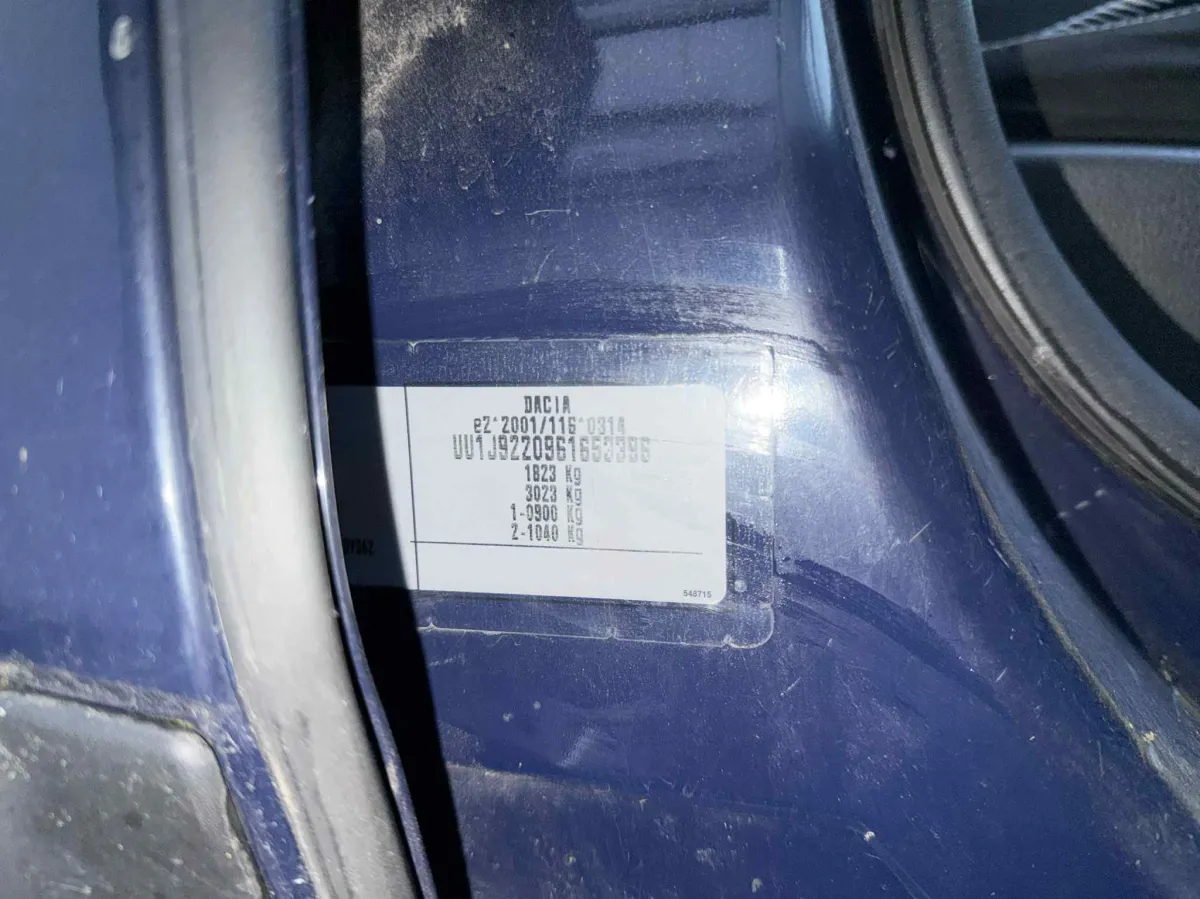 DACIA
e2*2001/116*0314
UU1J9220961653396
1823 Kg
3023 Kg
1-0900 Kg
2-1040 Kg
548715